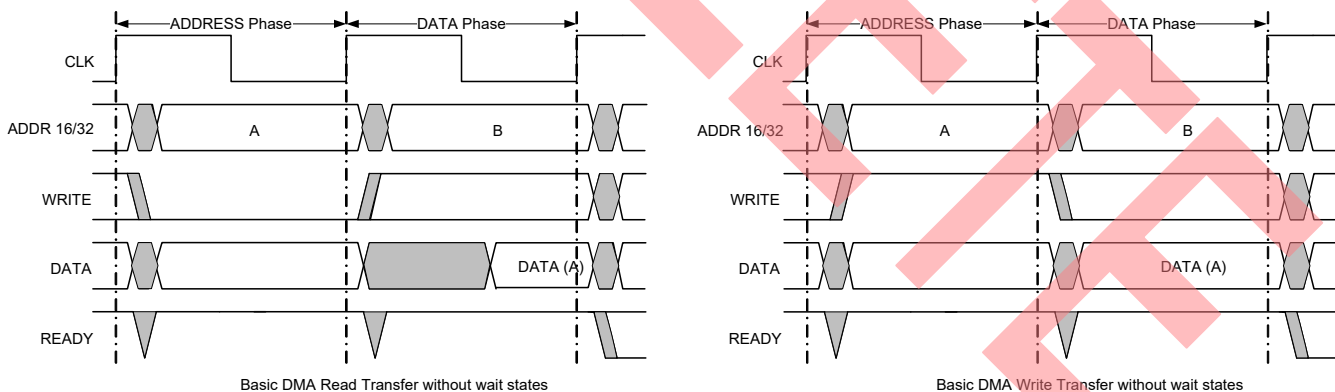 ADDRESS Phase
DATA Phase
CLK
ADDR 16/32
A
B
WRITE
DATA
DATA (A)
READY
Basic DMA Read Transfer without wait states
ADDRESS Phase
DATA Phase
CLK
ADDR 16/32
A
B
WRITE
DATA
DATA (A)
READY
Basic DMA Write Transfer without wait states